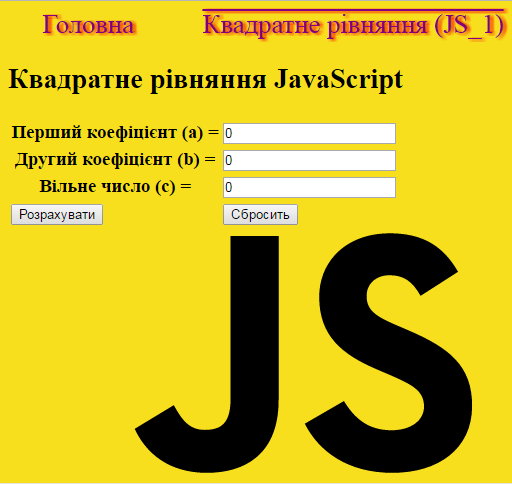 Головна Квадратне рівняння (JS_1)
Квадратне рівняння JavaScript
Перший коефіцієнт (a) = 0
Другий коефіцієнт (b) = 0
Вільне число (c) = 0
Розрахувати Сбросить
JS